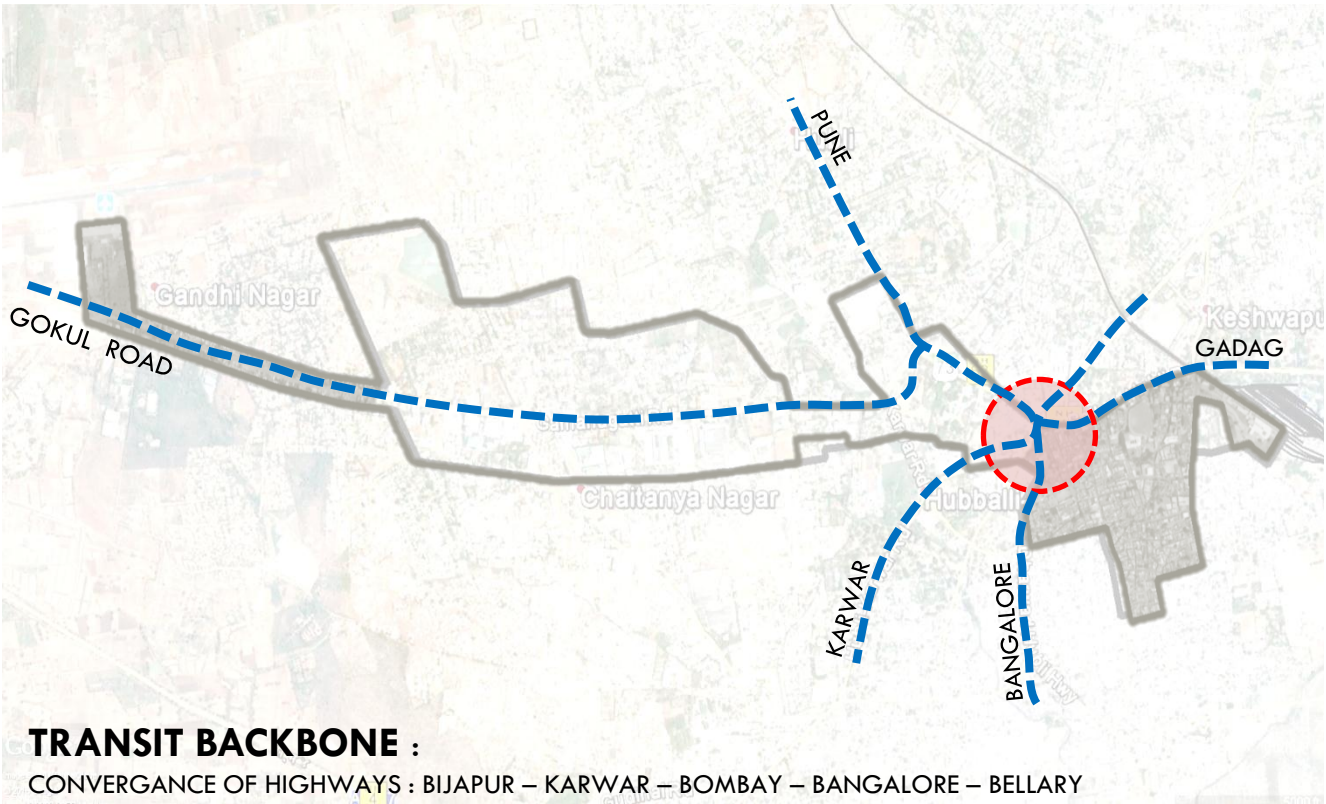 PUNE
Gandhi Nagar
GOKUL ROAD
Keshwapu
GADAG
Chaitanya Nagar
Hubballi
KARWAR
BANGALORE
TRANSIT BACKBONE :
CONVERGANCE OF HIGHWAYS : BIJAPUR – KARWAR – BOMBAY – BANGALORE – BELLARY